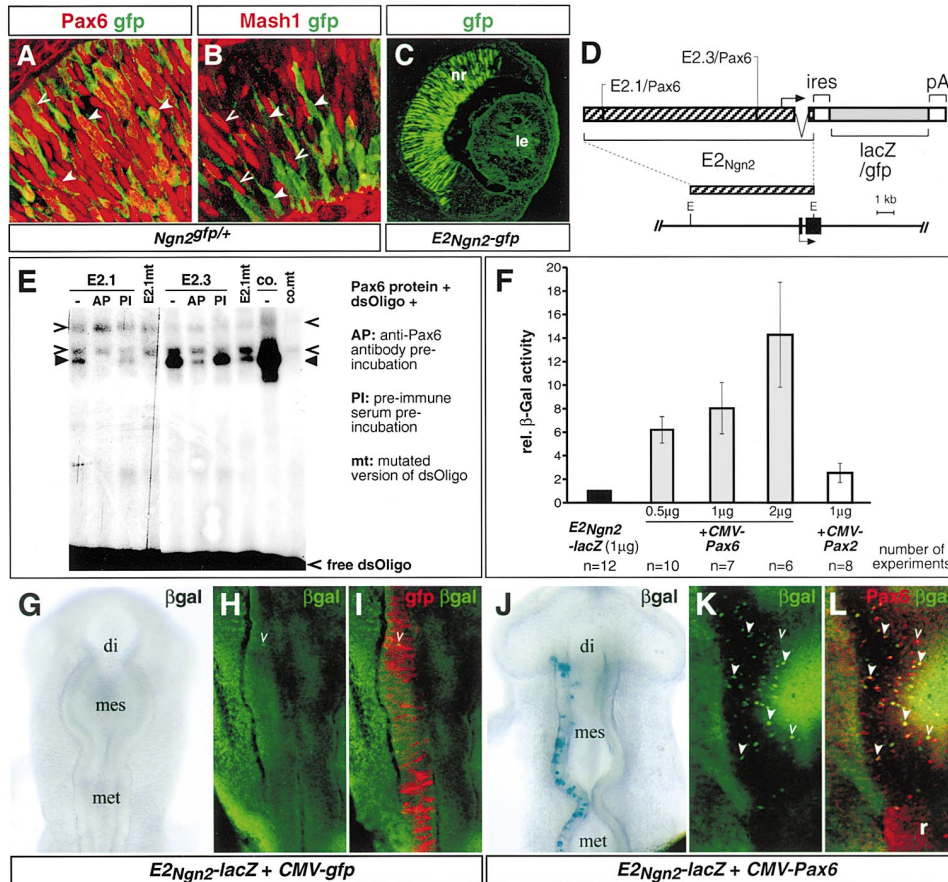 Pax6 gfp
Mash1 gfp
gfp
A
B
C
nr
le
Ngn2gfp/+
E2Ngn2-gfp
D
E2.3/Pax6
E2.1/Pax6
ires
pA
E2Ngn2
lacZ
/gfp
E
E
1 kb
E
E2.1
E2.3
co.
- AP PI E2.1mt - AP PI E2.1mt - co.mt
Pax6 protein +
dsOligo +
AP: anti-Pax6
antibody pre-
incubation
PI: pre-immune
serum pre-
incubation
mt: mutated
version of dsOligo
< free dsOligo
F
rel. β-Gal activity
20
18
16
14
12
10
8
6
4
2
0
0.5µg 1µg 2µg 1µg
E2Ngn2
-lacZ (1µg)
+CMV-
Pax6
+CMV-
Pax2
number of
experiments
n=12 n=10 n=7 n=6 n=8
G
βgal
di
mes
met
H
βgal
I
gfp βgal
J
βgal
di
mes
met
K
βgal
L
Pax6 βgal
r
E2Ngn2-lacZ + CMV-gfp
E2Ngn2-lacZ + CMV-Pax6